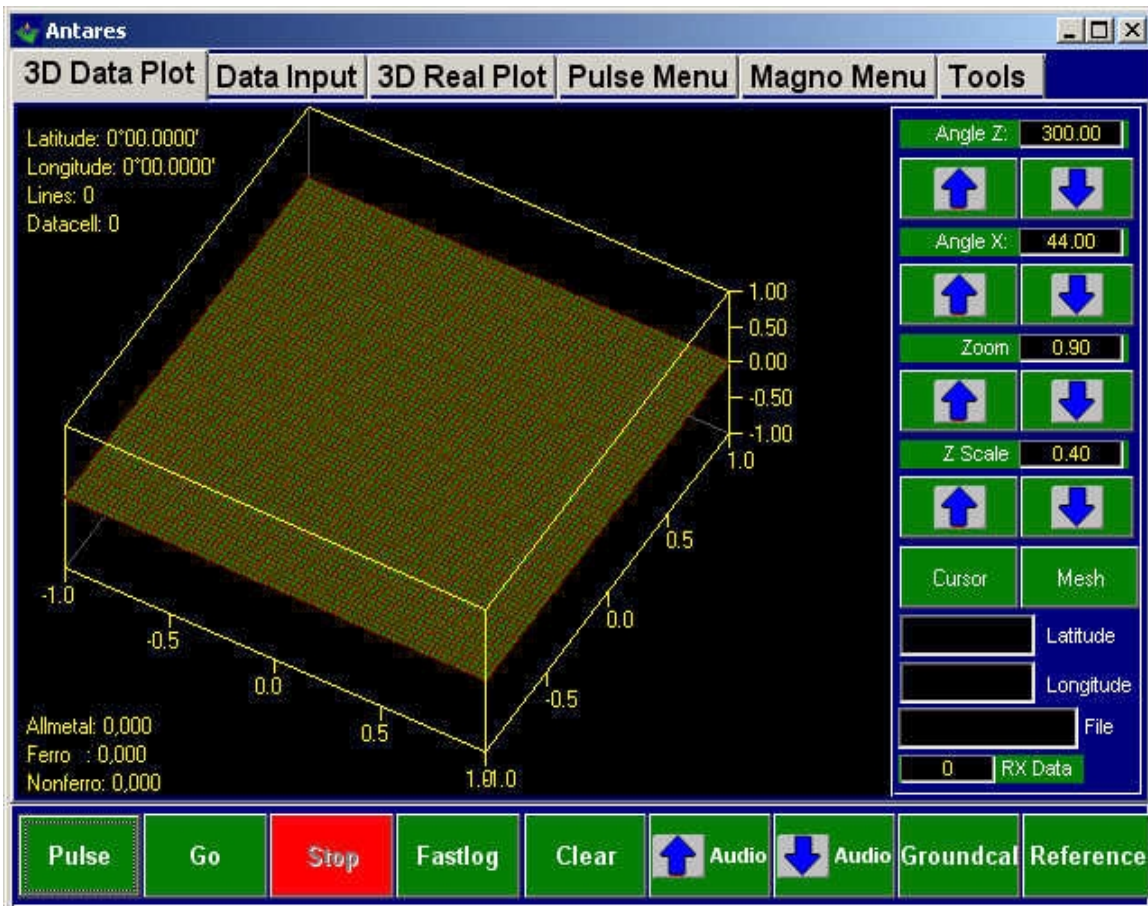 Antares
3D Data Plot Data Input 3D Real Plot Pulse Menu Magno Menu Tools
Latitude: 0°00.0000'
Longitude: 0°00.0000'
Lines: 0
Datacell: 0
1.00
0.50
0.00
-0.50
-1.00
1.0
0.5
0.0
-0.5
-1.0
-0.5
0.0
0.5
1.0
-1.0
Allmetal: 0,000
Ferro : 0,000
Nonferro: 0,000
Angle Z: 300.00
Angle X: 44.00
Zoom 0.90
Z Scale 0.40
Cursor Mesh
Latitude
Longitude
File
0 RX Data
Pulse Go Stop Fastlog Clear Audio Audio Groundcal Reference